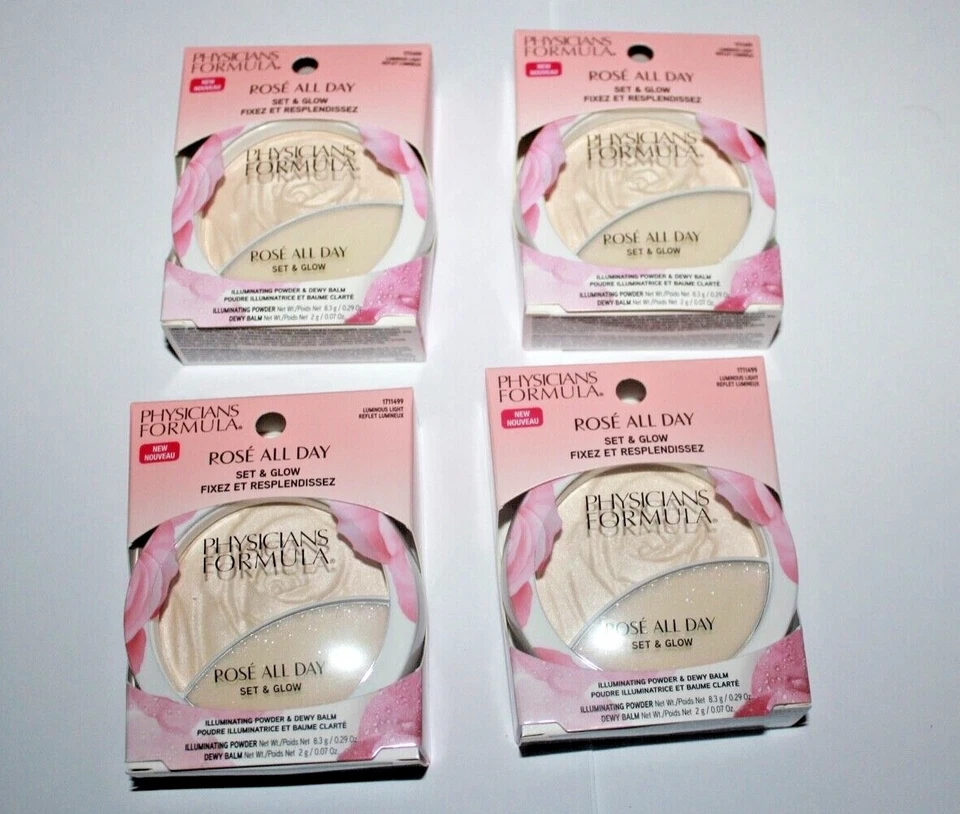 PHYSICIANS
FORMULA®
1711499
LUMINOUS LIGHT
REFLET LUMINEUX
NEW
NOUVEAU
ROSÉ ALL DAY
SET & GLOW
FIXEZ ET RESPLENDISSEZ
PHYSICIANS
FORMULA®
ROSÉ ALL DAY
SET & GLOW
ILLUMINATING POWDER & DEWY BALM
POUDRE ILLUMINATRICE ET BAUME CLARTÉ
ILLUMINATING POWDER Net Wt./Poids Net 8.3 g / 0.29 Oz.
DEWY BALM Net Wt./Poids Net 2 g / 0.07 Oz.
PHYSICIANS
FORMULA®
LUMINOUS LIGHT
REFLET LUMINEUX
NEW
NOUVEAU
ROSÉ ALL DAY
SET & GLOW
FIXEZ ET RESPLENDISSEZ
PHYSICIANS
FORMULA®
ROSÉ ALL DAY
SET & GLOW
ILLUMINATING POWDER & DEWY BALM
POUDRE ILLUMINATRICE ET BAUME CLARTÉ
ILLUMINATING POWDER Net Wt./Poids Net 8.3 g / 0.29 Oz.
DEWY BALM Net Wt./Poids Net 2 g / 0.07 Oz.
PHYSICIANS
FORMULA®
1711499
LUMINOUS LIGHT
REFLET LUMINEUX
NEW
NOUVEAU
ROSÉ ALL DAY
SET & GLOW
FIXEZ ET RESPLENDISSEZ
PHYSICIANS
FORMULA®
ROSÉ ALL DAY
SET & GLOW
ILLUMINATING POWDER & DEWY BALM
POUDRE ILLUMINATRICE ET BAUME CLARTÉ
ILLUMINATING POWDER Net Wt./Poids Net 8.3 g / 0.29 Oz.
DEWY BALM Net Wt./Poids Net 2 g / 0.07 Oz.
PHYSICIANS
FORMULA®
1711499
LUMINOUS LIGHT
REFLET LUMINEUX
NEW
NOUVEAU
ROSÉ ALL DAY
SET & GLOW
FIXEZ ET RESPLENDISSEZ
PHYSICIANS
FORMULA®
ROSÉ ALL DAY
SET & GLOW
ILLUMINATING POWDER & DEWY BALM
POUDRE ILLUMINATRICE ET BAUME CLARTÉ
ILLUMINATING POWDER Net Wt./Poids Net 8.3 g / 0.29 Oz.
DEWY BALM Net Wt./Poids Net 2 g / 0.07 Oz.